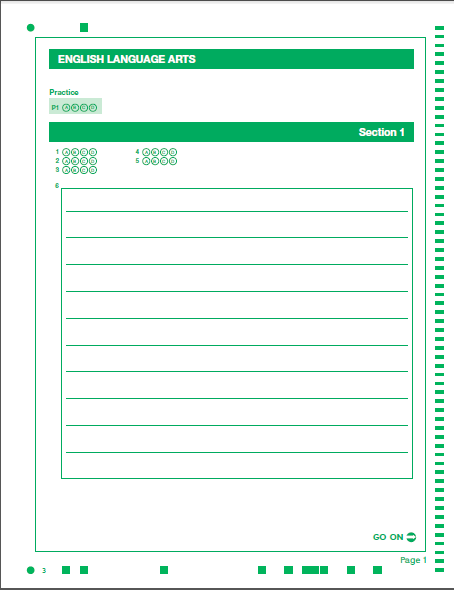 ENGLISH LANGUAGE ARTS
Practice
P1 A B C D
Section 1
1 A B C D
2 A B C D
3 A B C D
4 A B C D
5 A B C D
6
GO ON
Page 1
3